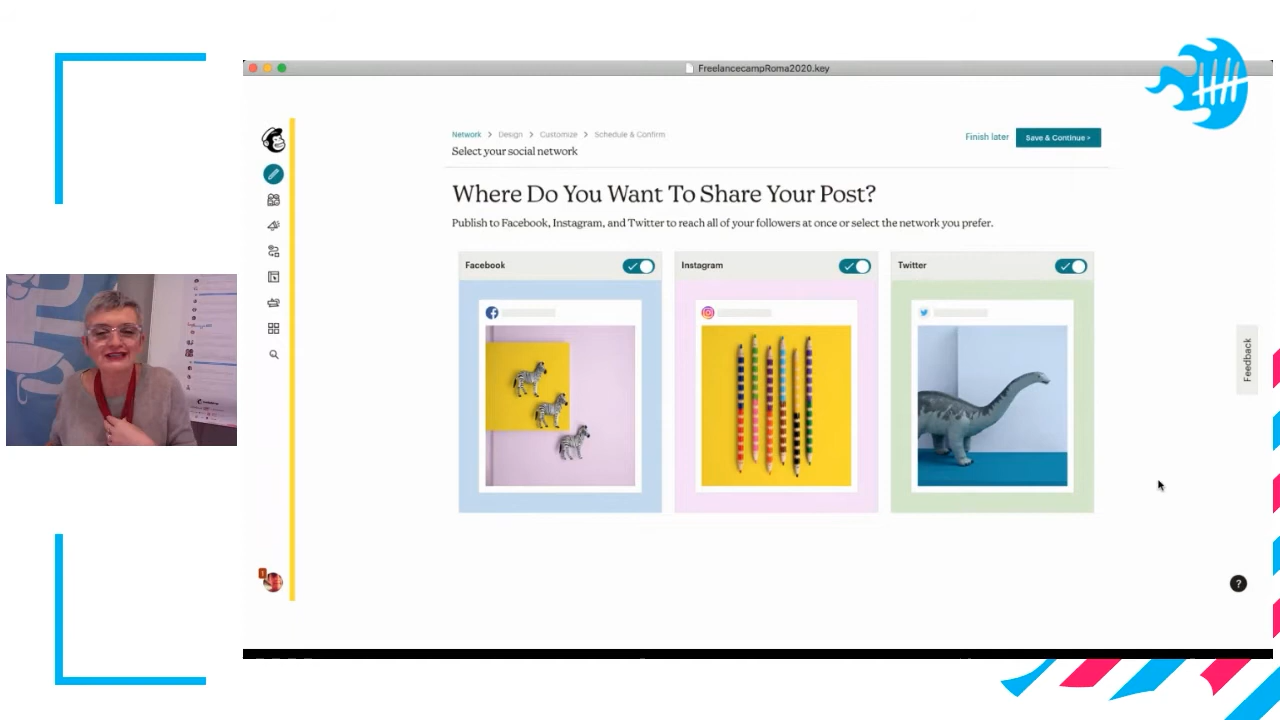 FreelancecampRoma2020.key
Network > Design > Customize > Schedule & Confirm
Finish later
Save & Continue >
Select your social network
Where Do You Want To Share Your Post?
Publish to Facebook, Instagram, and Twitter to reach all of your followers at once or select the network you prefer.
Facebook
Instagram
Twitter
Feedback
1
?